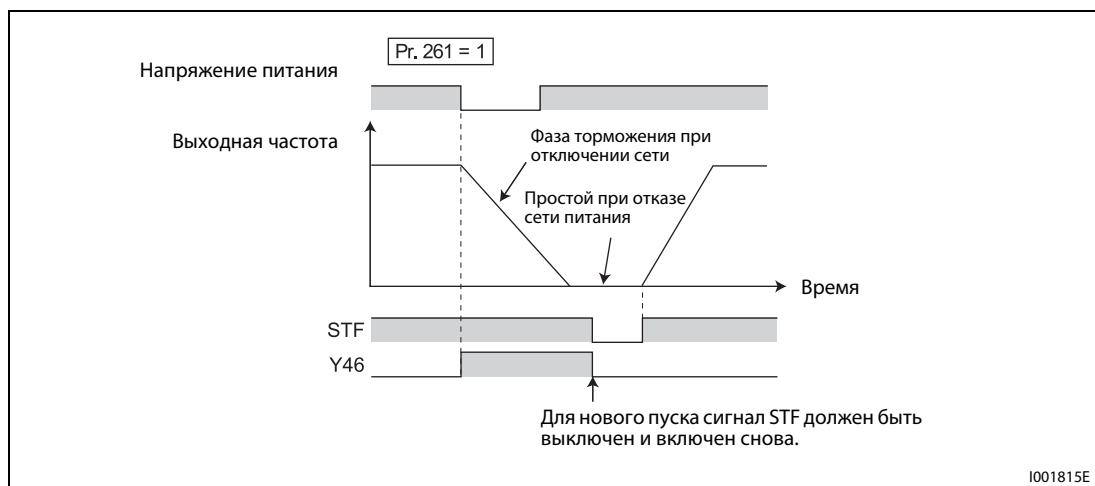 Pr. 261 = 1
Напряжение питания
Выходная частота
Фаза торможения при
отключении сети
Простой при отказе
сети питания
Время
STF
Y46
Для нового пуска сигнал STF должен быть
выключен и включен снова.
I001815E